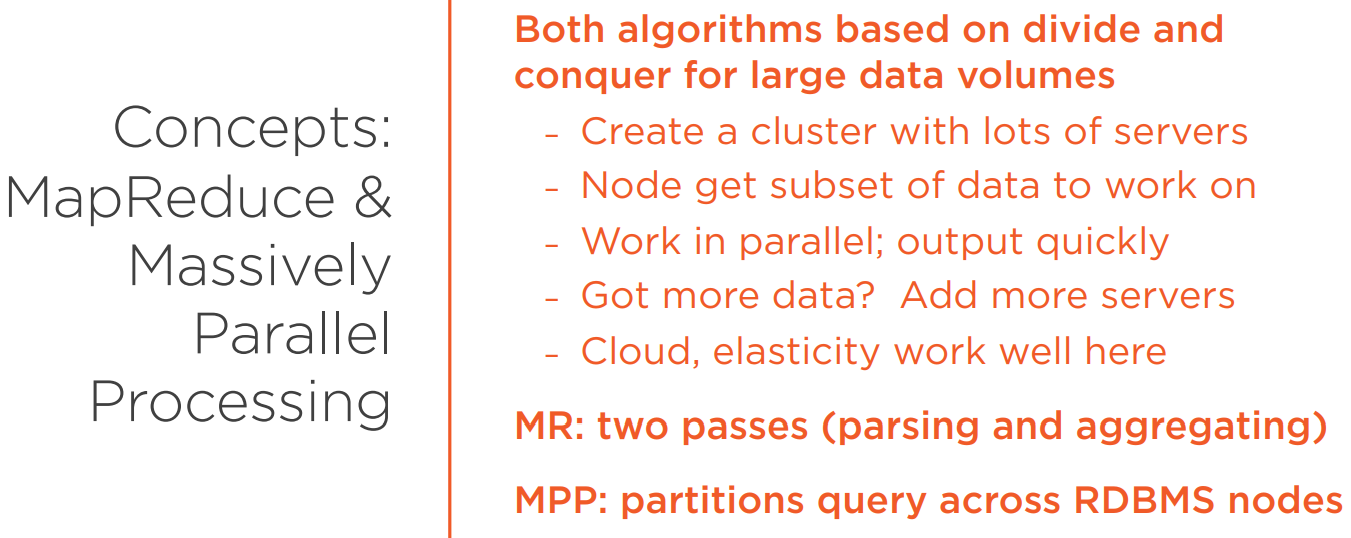 Concepts:
MapReduce &
Massively
Parallel
Processing
Both algorithms based on divide and
conquer for large data volumes
- Create a cluster with lots of servers
- Node get subset of data to work on
- Work in parallel; output quickly
- Got more data? Add more servers
- Cloud, elasticity work well here
MR: two passes (parsing and aggregating)
MPP: partitions query across RDBMS nodes